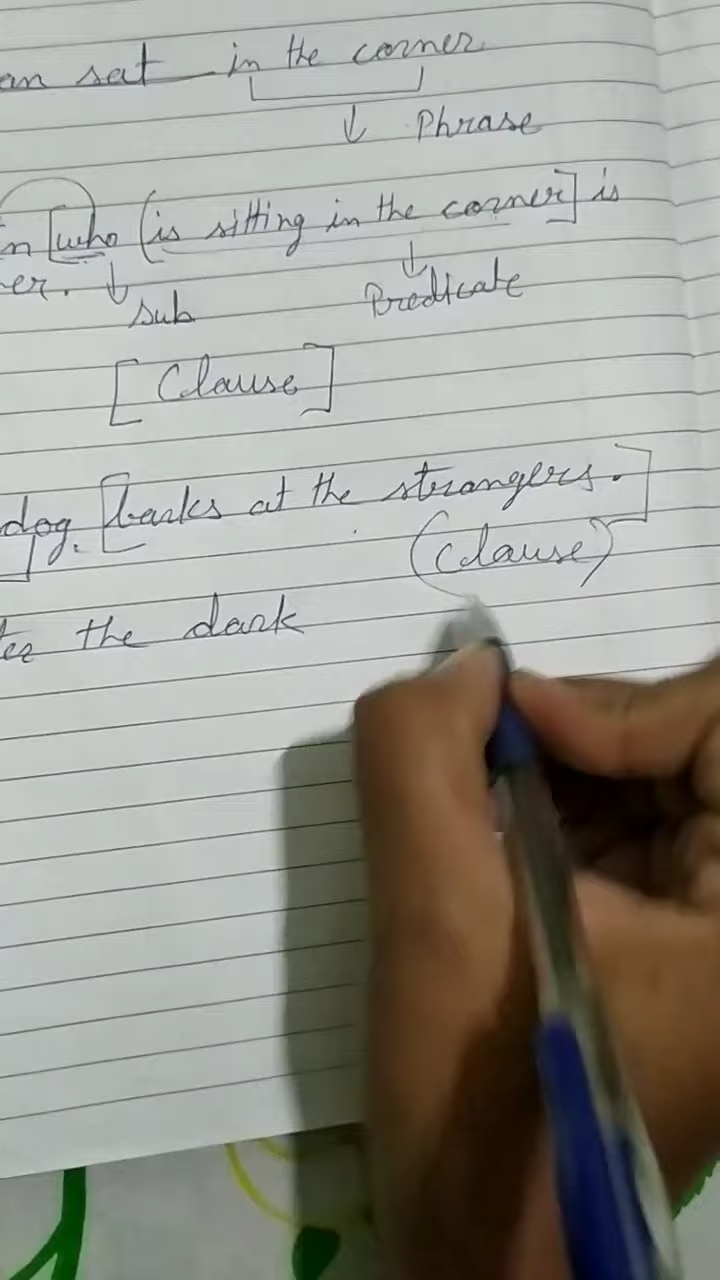 an sat in the corner.
↓ Phrase
n [who (is sitting in the corner] is
er. ↓ ↓
Sub Predicate
[Clause]
dog. [barks at the strangers.]
(clause)
the dark